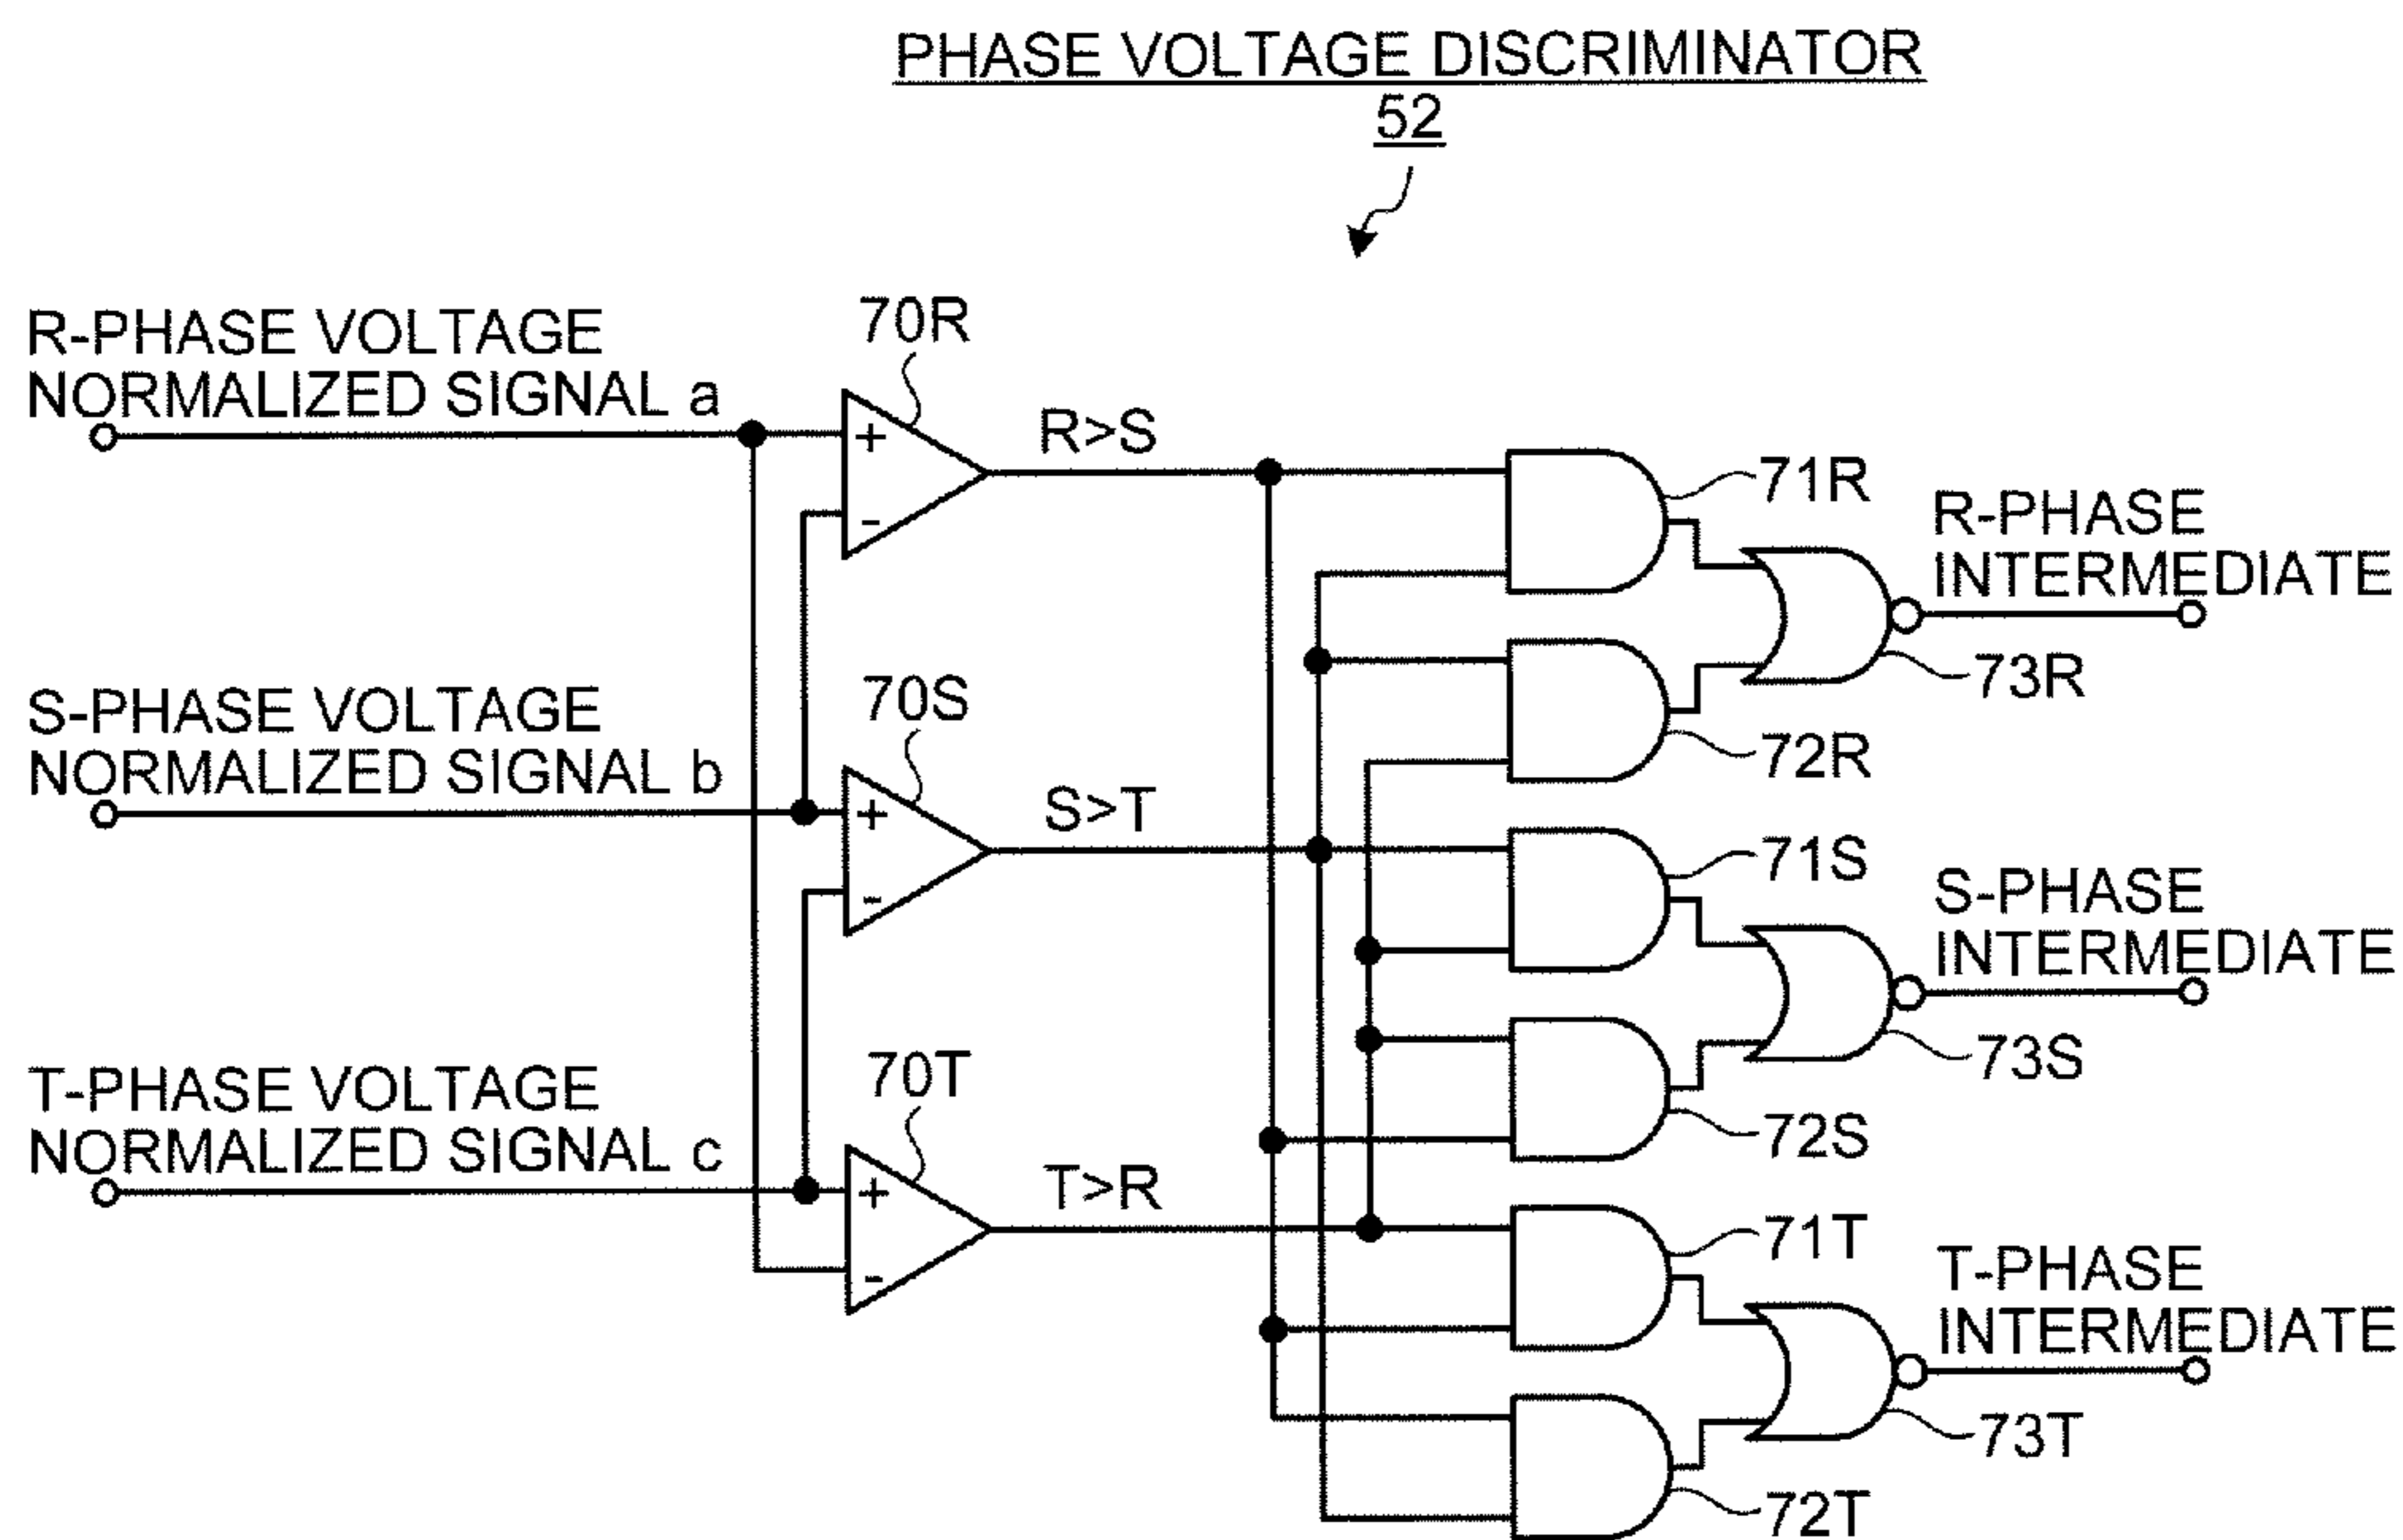 PHASE VOLTAGE DISCRIMINATOR
52
R-PHASE VOLTAGE
NORMALIZED SIGNAL a
70R
+
-
R>S
71R
R-PHASE
INTERMEDIATE
72R
73R
S-PHASE VOLTAGE
NORMALIZED SIGNAL b
70S
+
-
S>T
71S
S-PHASE
INTERMEDIATE
72S
73S
T-PHASE VOLTAGE
NORMALIZED SIGNAL c
70T
+
-
T>R
71T
T-PHASE
INTERMEDIATE
72T
73T